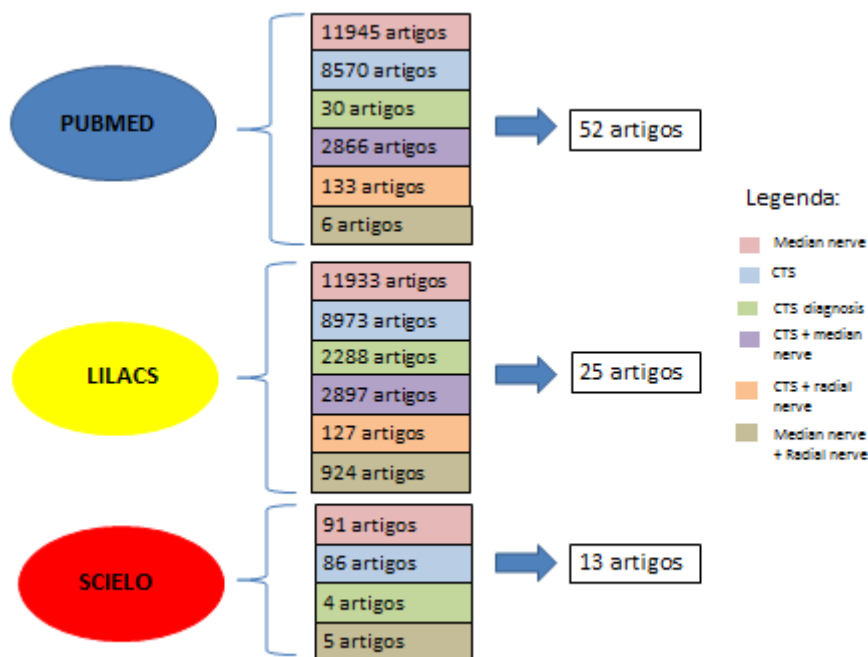 PUBMED
11945 artigos
8570 artigos
30 artigos
2866 artigos
133 artigos
6 artigos
52 artigos
LILACS
11933 artigos
8973 artigos
2288 artigos
2897 artigos
127 artigos
924 artigos
25 artigos
SCIELO
91 artigos
86 artigos
4 artigos
5 artigos
13 artigos
Legenda:
Median nerve
CTS
CTS diagnosis
CTS + median
nerve
CTS + radial
nerve
Median nerve
+ Radial nerve